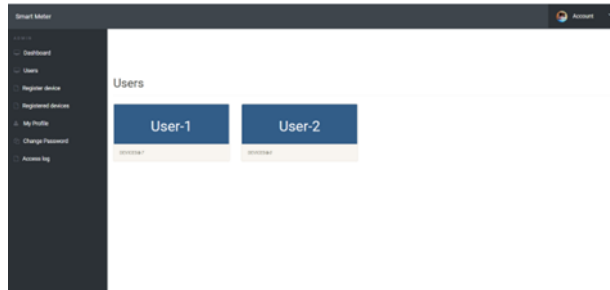 Smart Meter
Account
ADMIN
Dashboard
Users
Register device
Registered devices
My Profile
Change Password
Access log
Users
User-1
User-2